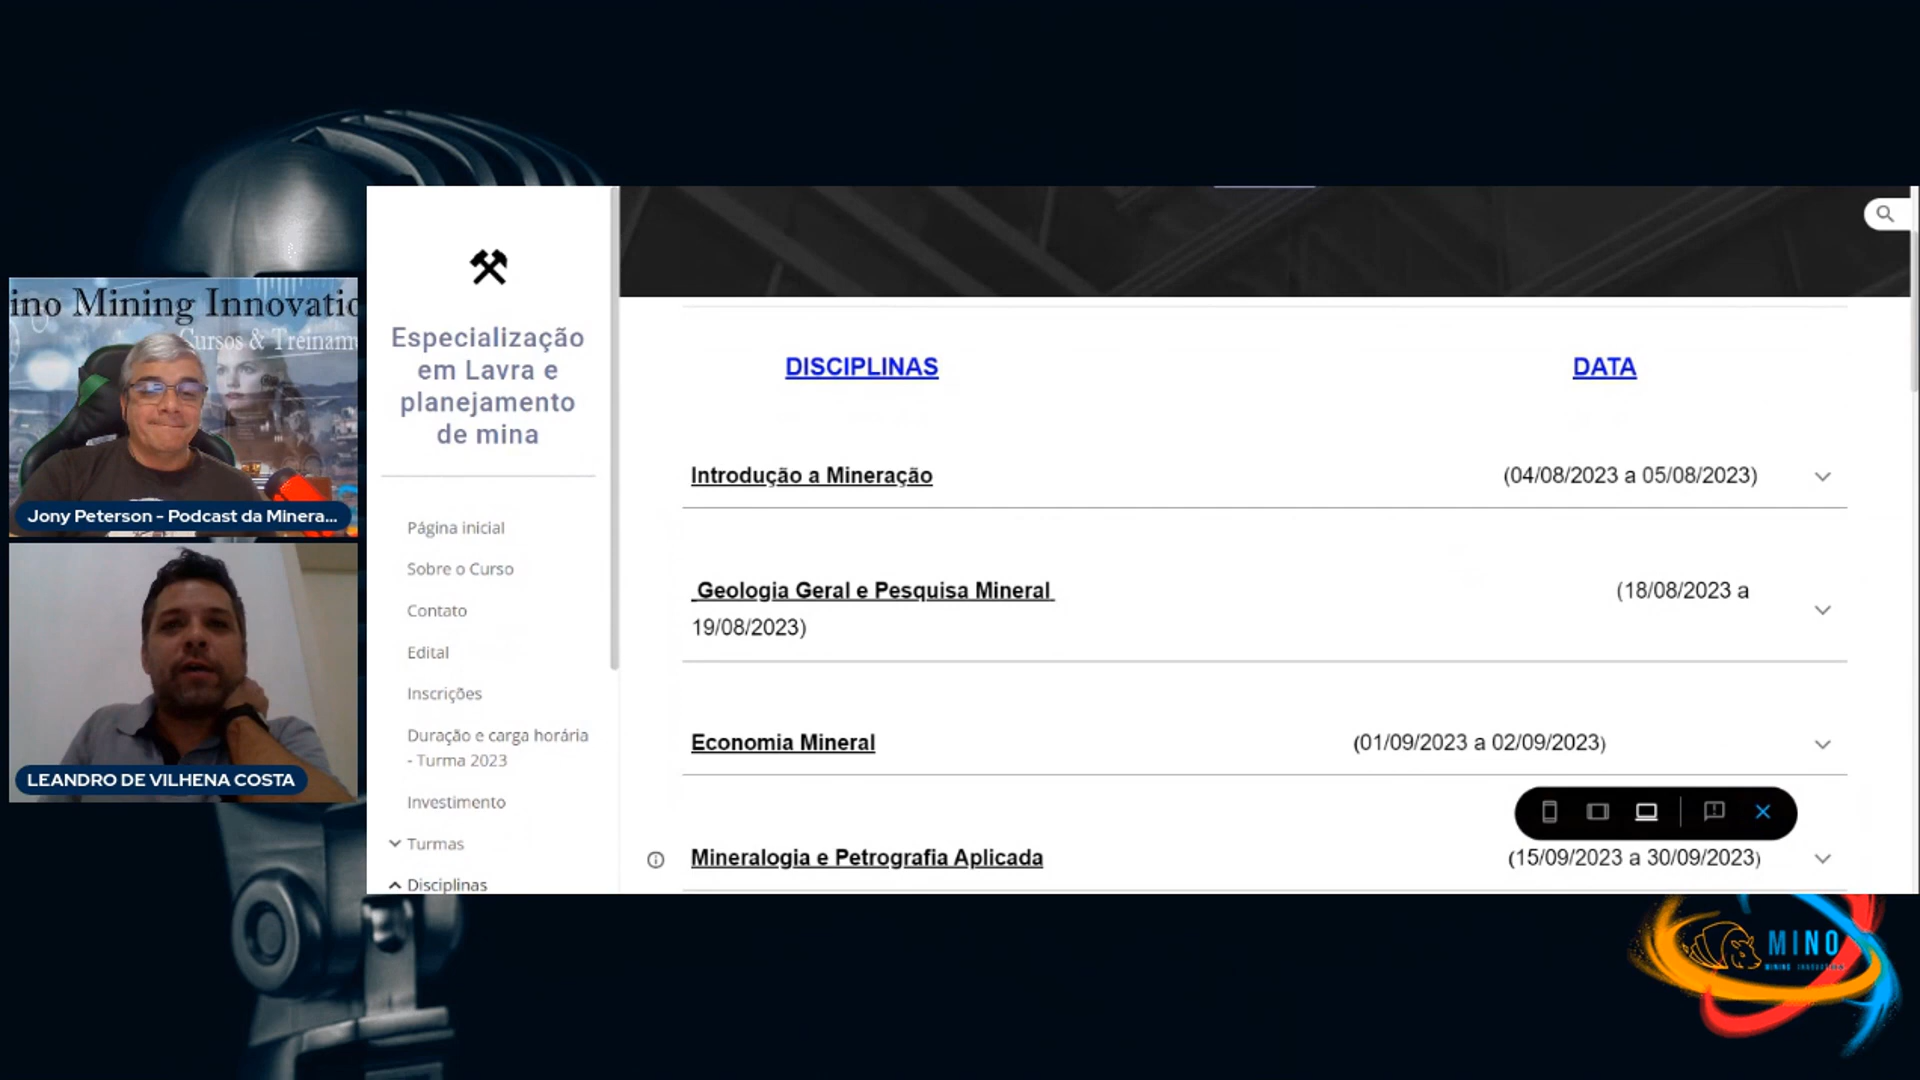 ino Mining Innovatio
Cursos & Treinam
Jony Peterson - Podcast da Minera...
LEANDRO DE VILHENA COSTA
Especialização
em Lavra e
planejamento
de mina
Página inicial
Sobre o Curso
Contato
Edital
Inscrições
Duração e carga horária
- Turma 2023
Investimento
Turmas
Disciplinas
DISCIPLINAS DATA
Introdução a Mineração (04/08/2023 a 05/08/2023)
Geologia Geral e Pesquisa Mineral (18/08/2023 a
19/08/2023)
Economia Mineral (01/09/2023 a 02/09/2023)
Mineralogia e Petrografia Aplicada (15/09/2023 a 30/09/2023)
MINO